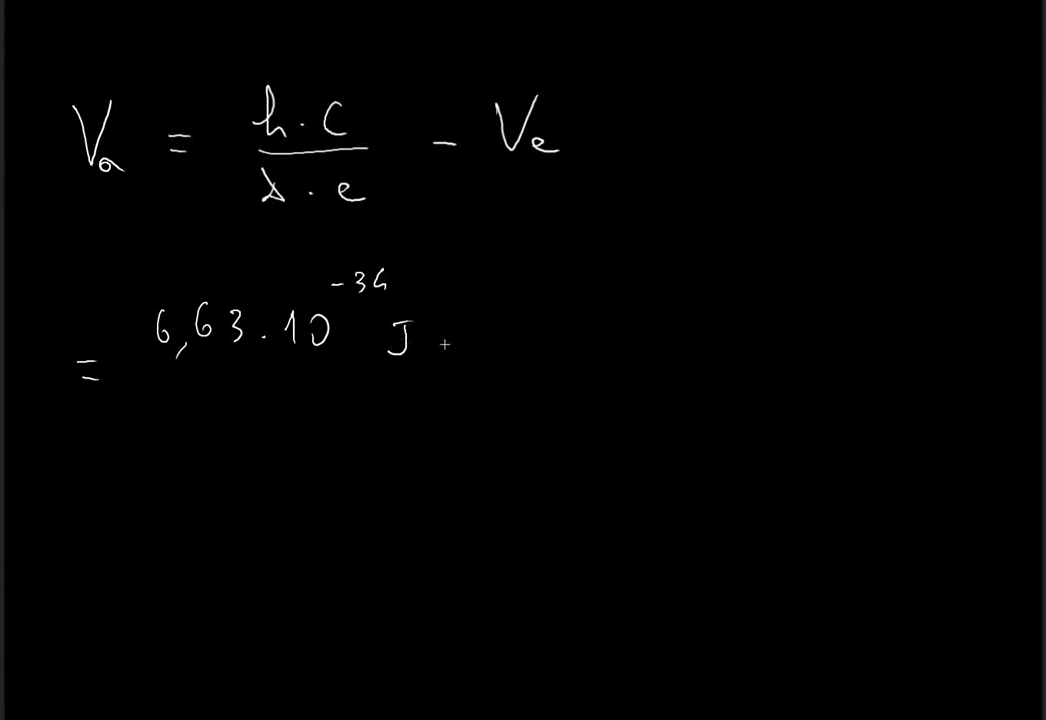 Va = h·c / λ·e - Ve
= 6,63·10^-34 J